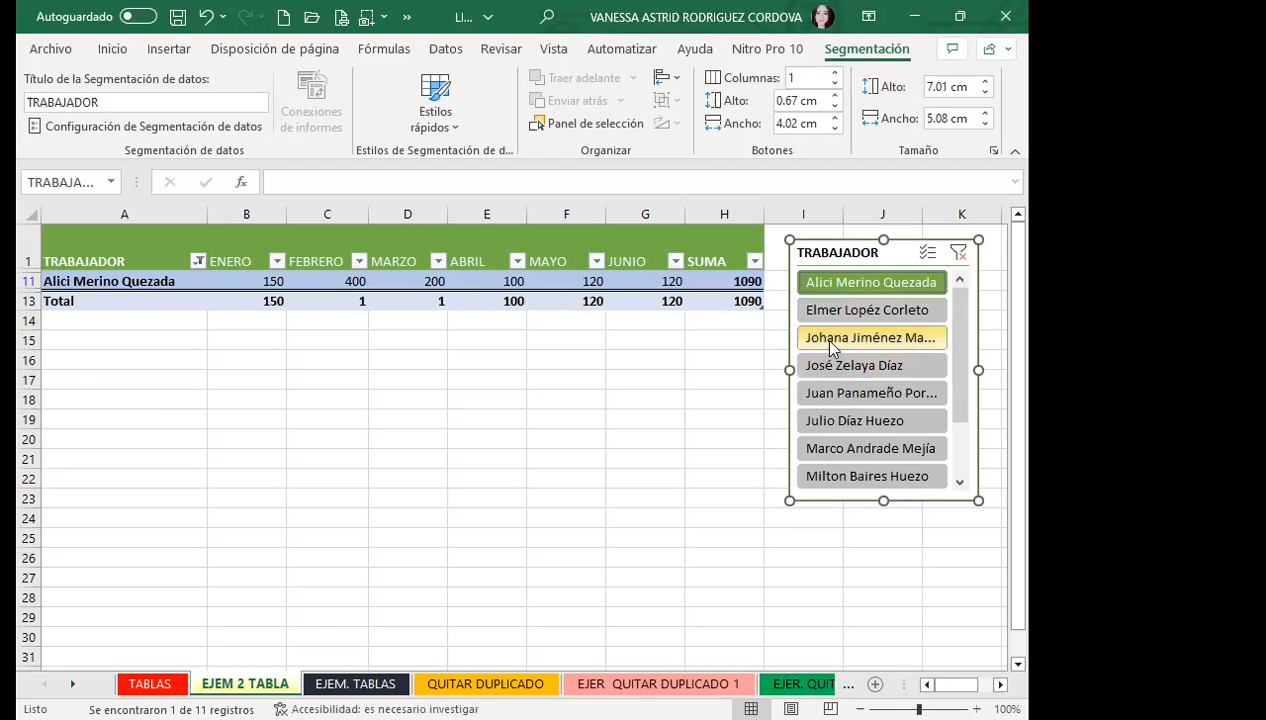 Autoguardado
LI...
VANESSA ASTRID RODRIGUEZ CORDOVA
Archivo Inicio Insertar Disposición de página Fórmulas Datos Revisar Vista Automatizar Ayuda Nitro Pro 10 Segmentación
Título de la Segmentación de datos:
TRABAJADOR
Configuración de Segmentación de datos
Segmentación de datos
Conexiones
de informes
Estilos
rápidos
Estilos de Segmentación de d...
Traer adelante
Enviar atrás
Panel de selección
Organizar
Columnas: 1
Alto: 0.67 cm
Ancho: 4.02 cm
Botones
Alto: 7.01 cm
Ancho: 5.08 cm
Tamaño
TRABAJA...
fx
A B C D E F G H I J K
1 TRABAJADOR ENERO FEBRERO MARZO ABRIL MAYO JUNIO SUMA
11 Alici Merino Quezada 150 400 200 100 120 120 1090
13 Total 150 1 1 100 120 120 1090
14
15
16
17
18
19
20
21
22
23
24
25
26
27
28
29
30
31
TRABAJADOR
Alici Merino Quezada
Elmer Lopéz Corleto
Johana Jiménez Ma...
José Zelaya Díaz
Juan Panameño Por...
Julio Díaz Huezo
Marco Andrade Mejía
Milton Baires Huezo
TABLAS EJEM 2 TABLA EJEM. TABLAS QUITAR DUPLICADO EJER QUITAR DUPLICADO 1 EJER. QUIT ...
Listo Se encontraron 1 de 11 registros Accesibilidad: es necesario investigar 100%